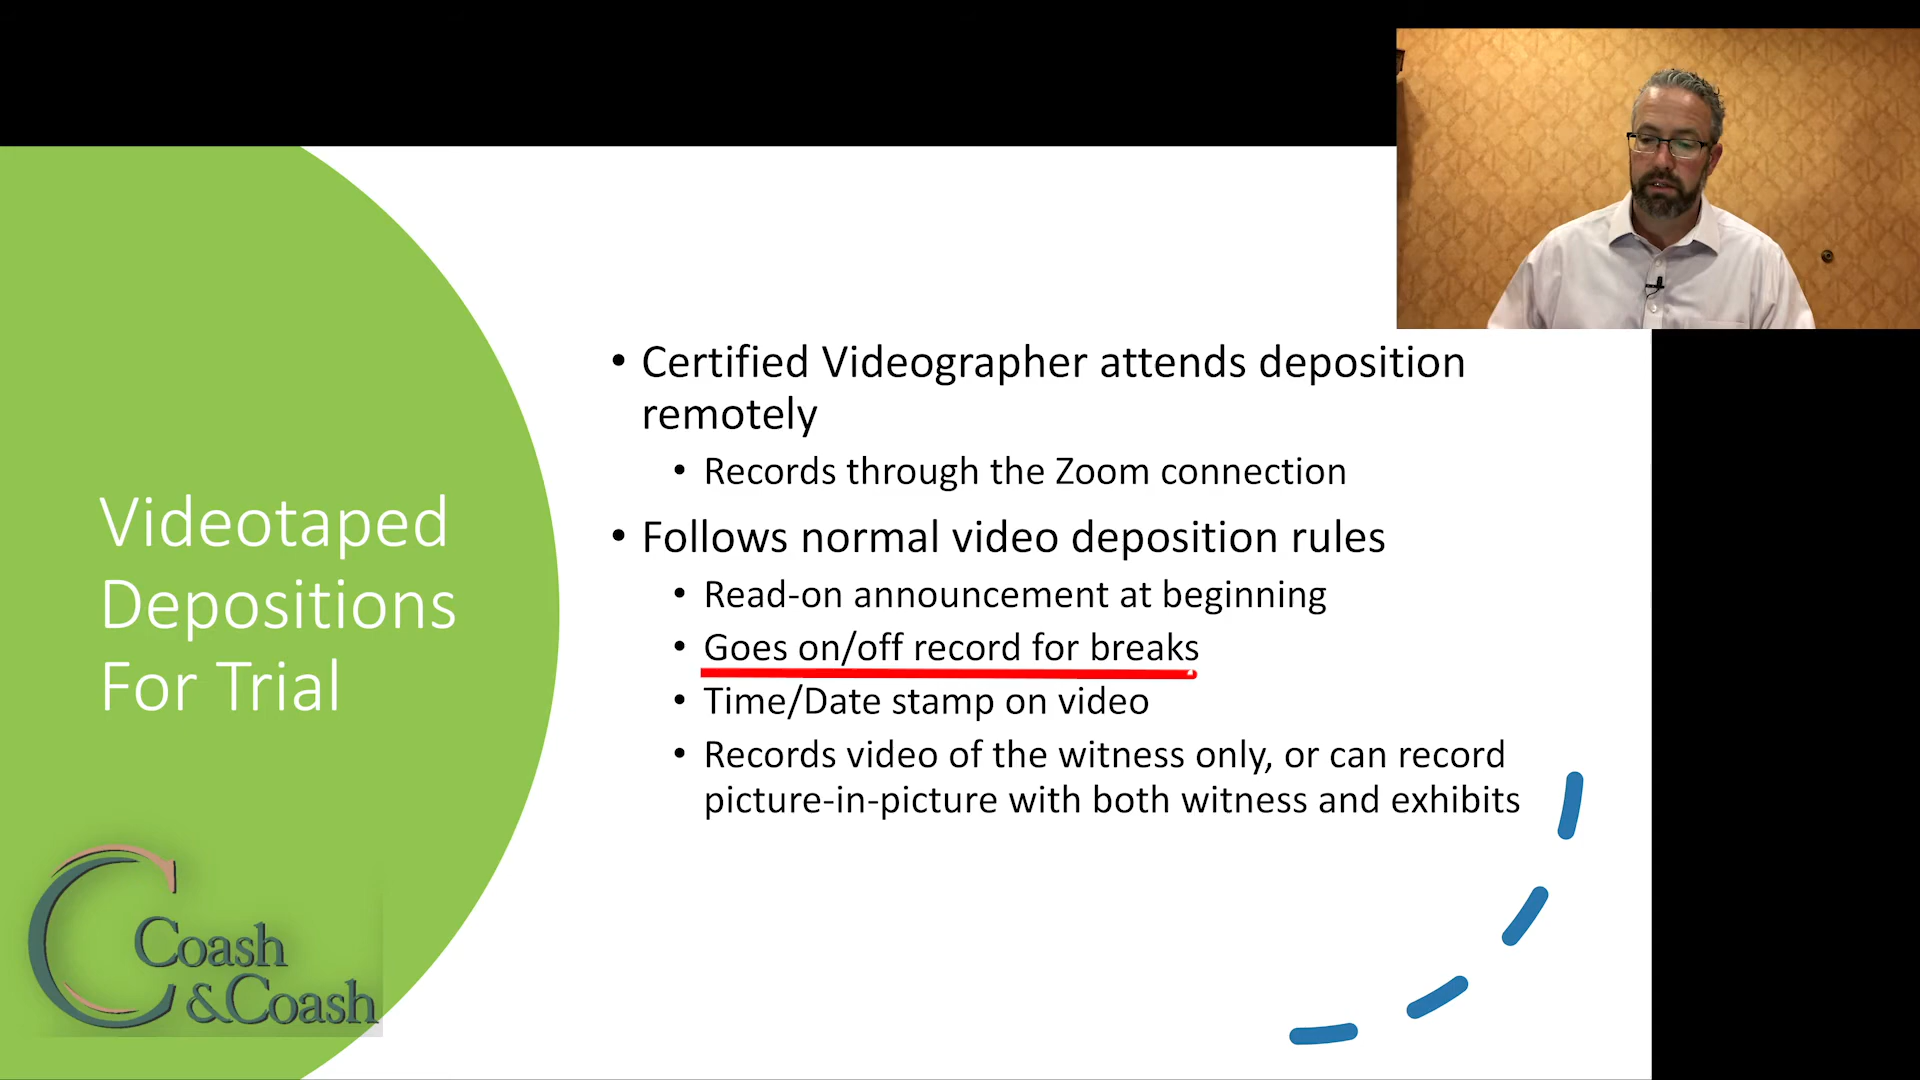 Videotaped
Depositions
For Trial
• Certified Videographer attends deposition
remotely
• Records through the Zoom connection
• Follows normal video deposition rules
• Read-on announcement at beginning
• Goes on/off record for breaks
• Time/Date stamp on video
• Records video of the witness only, or can record
picture-in-picture with both witness and exhibits
Coash
&Coash